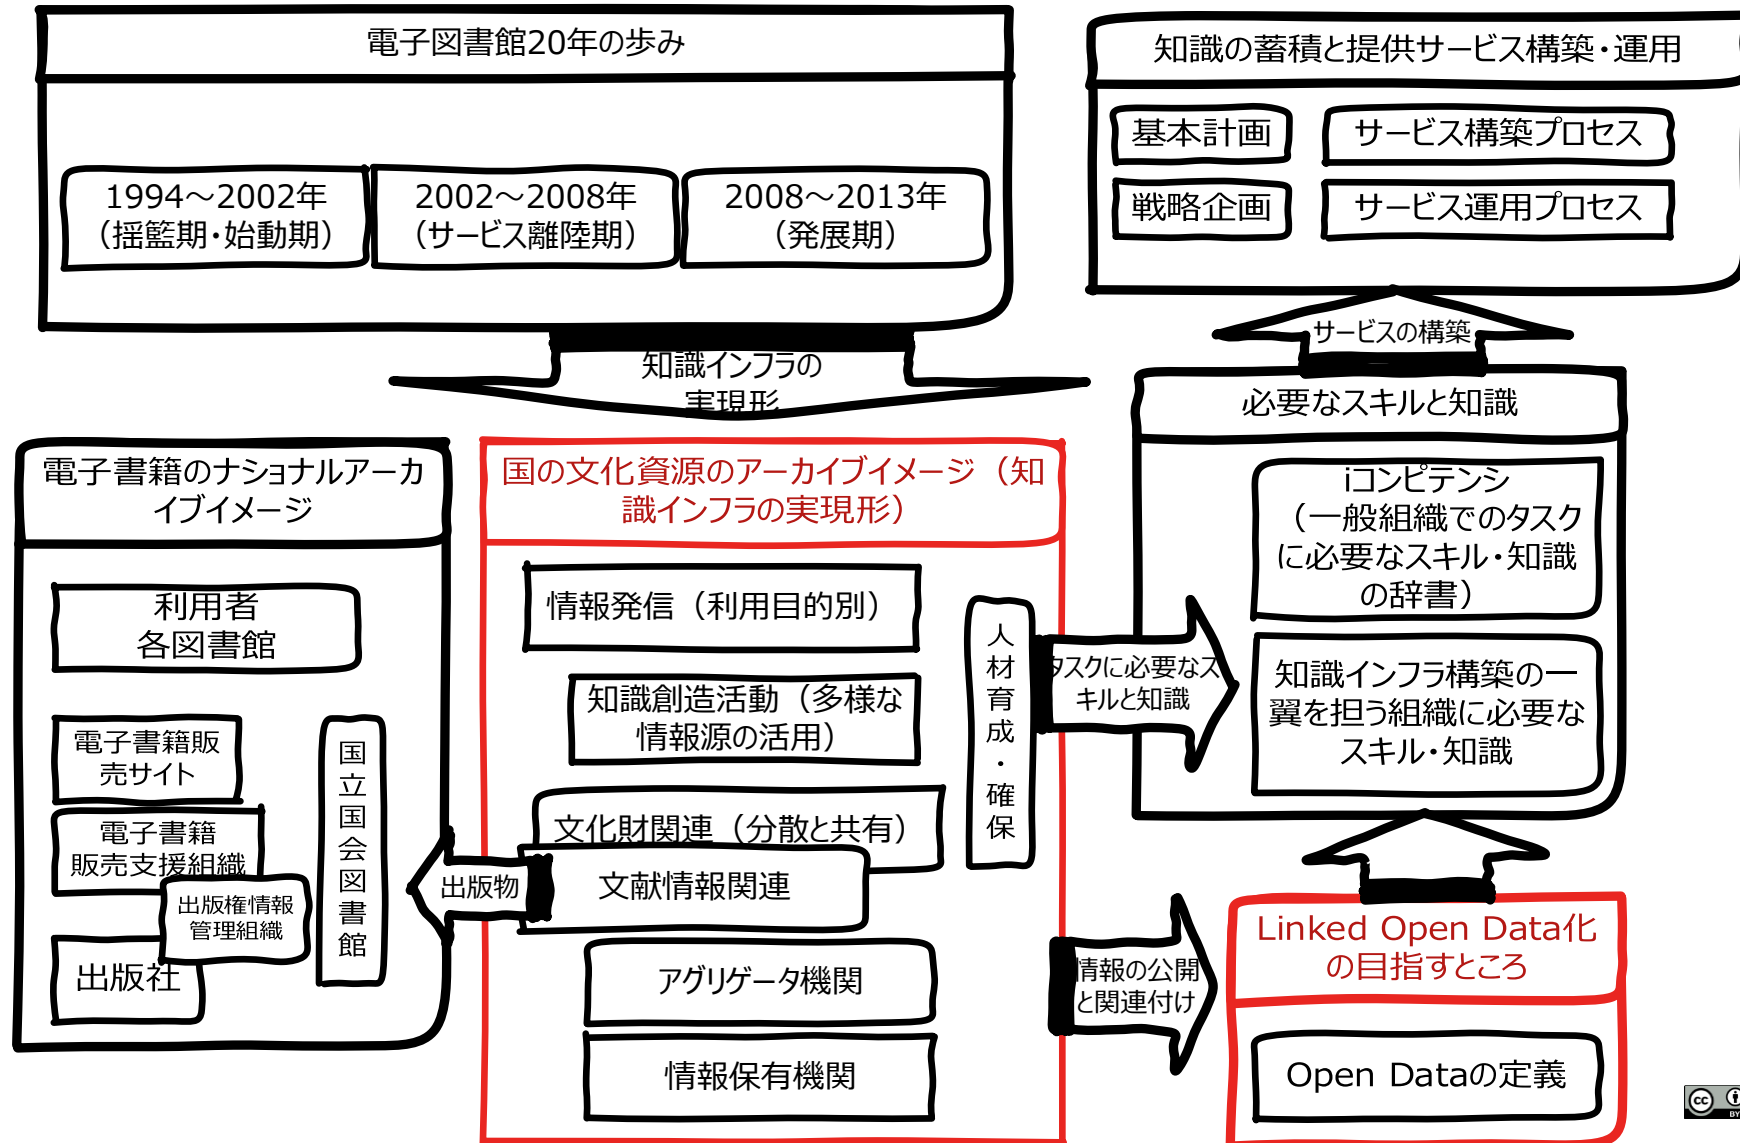 電子図書館20年の歩み
1994～2002年
（揺籃期・始動期）
2002～2008年
（サービス離陸期）
2008～2013年
（発展期）
知識の蓄積と提供サービス構築・運用
基本計画
サービス構築プロセス
戦略企画
サービス運用プロセス
サービスの構築
知識インフラの
実現形
必要なスキルと知識
iコンピテンシ
（一般組織でのタスク
に必要なスキル・知識
の辞書）
知識インフラ構築の一
翼を担う組織に必要な
スキル・知識
電子書籍のナショナルアーカ
イブイメージ
利用者
各図書館
電子書籍販
売サイト
電子書籍
販売支援組織
出版権情報
管理組織
出版社
国立国会図書館
国の文化資源のアーカイブイメージ（知
識インフラの実現形）
情報発信（利用目的別）
知識創造活動（多様な
情報源の活用）
文化財関連（分散と共有）
文献情報関連
アグリゲータ機関
情報保有機関
人材育成・確保
出版物
タスクに必要なス
キルと知識
情報の公開
と関連付け
Linked Open Data化
の目指すところ
Open Dataの定義
cc
BY